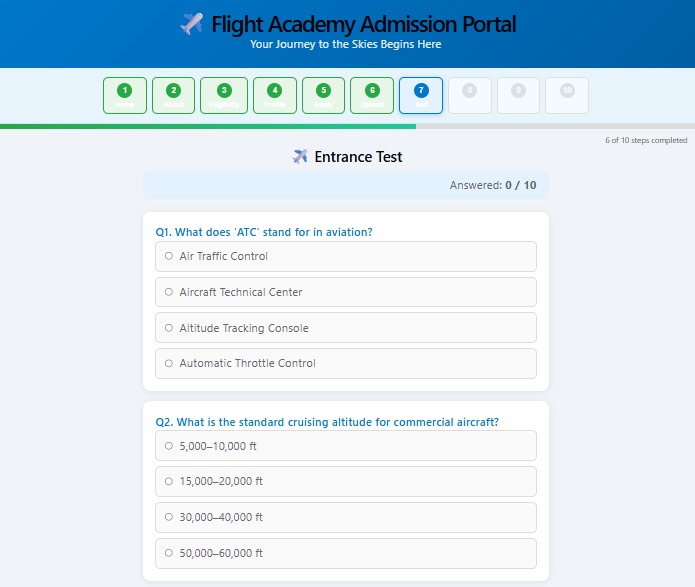 Flight Academy Admission Portal
Your Journey to the Skies Begins Here
1 2 3 4 5 6 7 8 9 10
Home About Eligibility Profile Apply Upload Test
6 of 10 steps completed
Entrance Test
Answered: 0 / 10
Q1. What does 'ATC' stand for in aviation?
Air Traffic Control
Aircraft Technical Center
Altitude Tracking Console
Automatic Throttle Control
Q2. What is the standard cruising altitude for commercial aircraft?
5,000–10,000 ft
15,000–20,000 ft
30,000–40,000 ft
50,000–60,000 ft